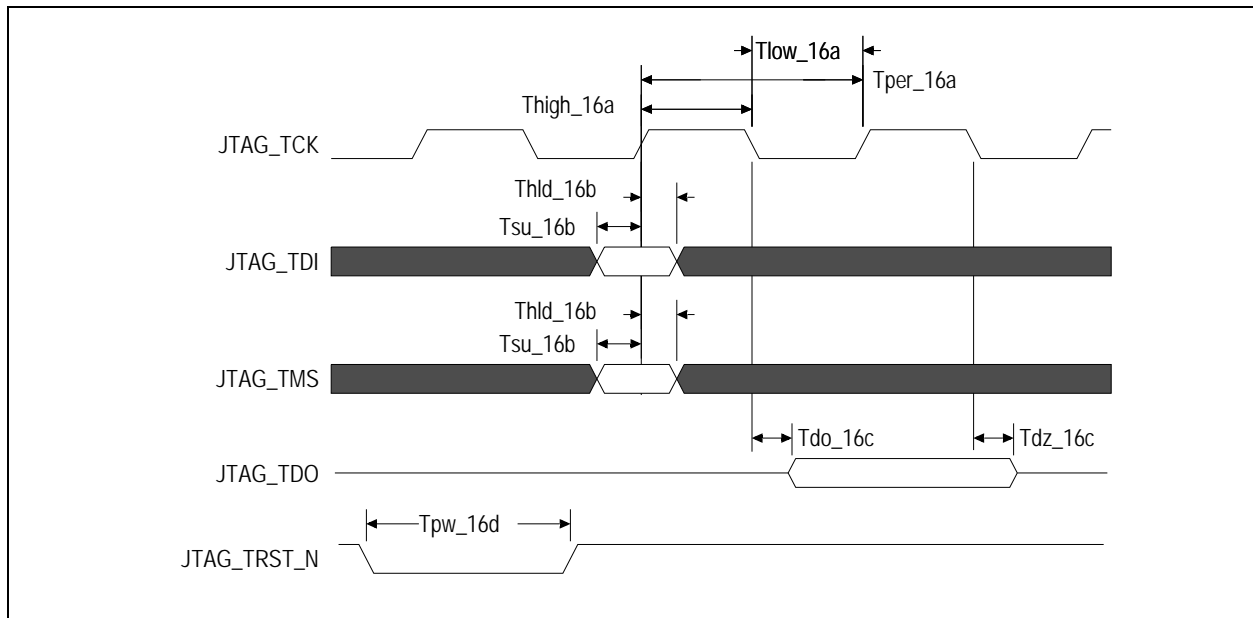 Tlow_16a
Tper_16a
Thigh_16a
JTAG_TCK
Thld_16b
Tsu_16b
JTAG_TDI
Thld_16b
Tsu_16b
JTAG_TMS
Tdo_16c
Tdz_16c
JTAG_TDO
Tpw_16d
JTAG_TRST_N